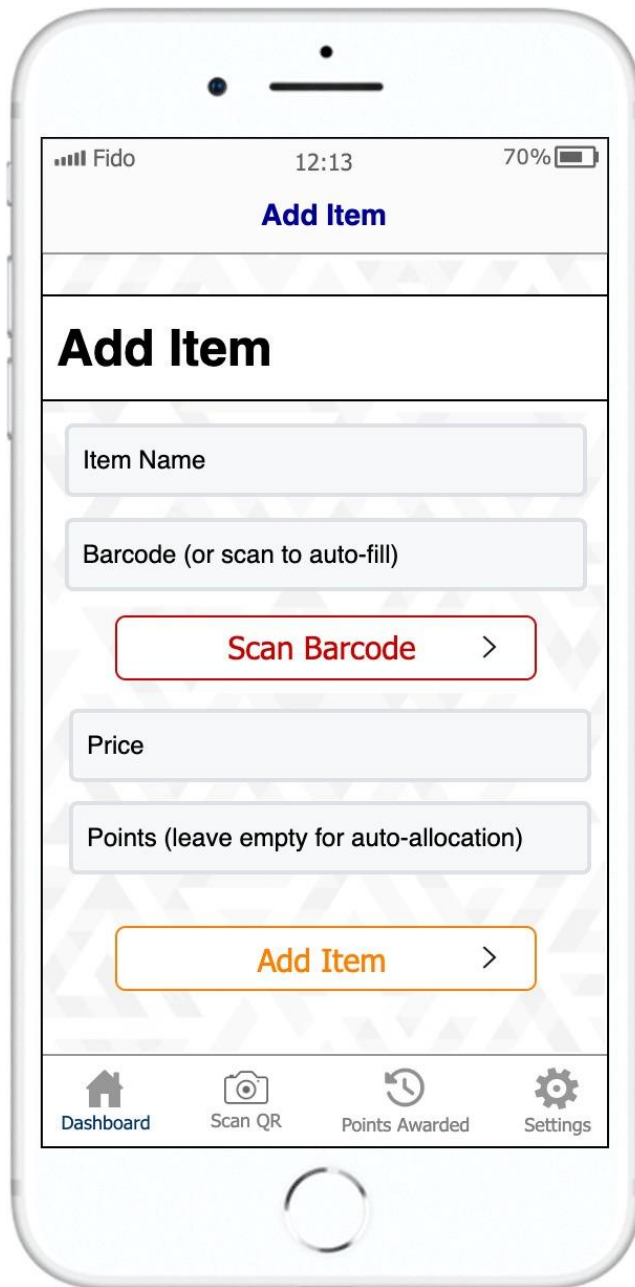 Fido 12:13 70%
Add Item
Add Item
Item Name
Barcode (or scan to auto-fill)
Scan Barcode >
Price
Points (leave empty for auto-allocation)
Add Item >
Dashboard Scan QR Points Awarded Settings